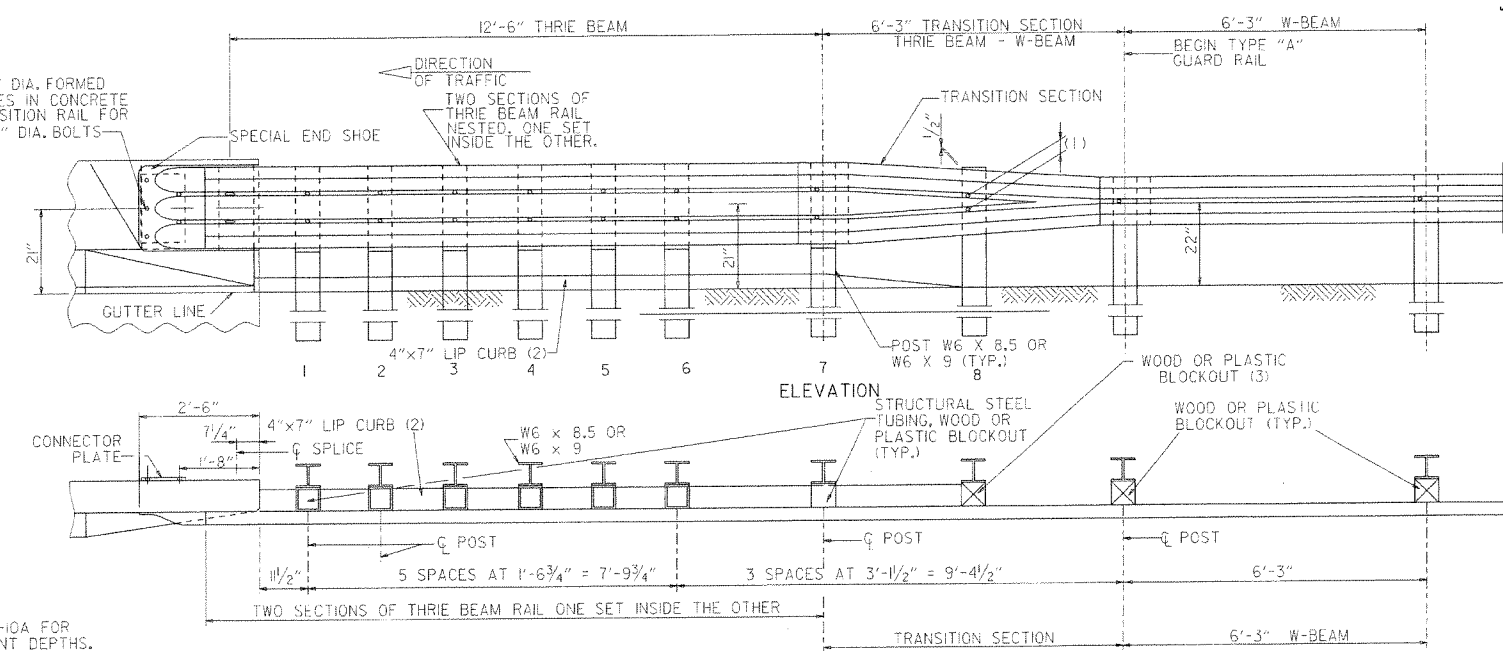 12'-6" THRIE BEAM
6'-3" TRANSITION SECTION
THRIE BEAM - W-BEAM
6'-3" W-BEAM
BEGIN TYPE "A"
GUARD RAIL
DIRECTION
OF TRAFFIC
DIA. FORMED
ES IN CONCRETE
SITION RAIL FOR
" DIA. BOLTS
SPECIAL END SHOE
TWO SECTIONS OF
THRIE BEAM RAIL
NESTED. ONE SET
INSIDE THE OTHER.
TRANSITION SECTION
1/2"
(1)
21"
21"
22"
GUTTER LINE
4"x7" LIP CURB (2)
POST W6 X 8.5 OR
W6 X 9 (TYP.)
1 2 3 4 5 6 7 8
ELEVATION
WOOD OR PLASTIC
BLOCKOUT (3)
2'-6"
7 1/4"
4"x7" LIP CURB (2)
℄ SPLICE
CONNECTOR
PLATE
1'-8"
W6 x 8.5 OR
W6 x 9
STRUCTURAL STEEL
TUBING, WOOD OR
PLASTIC BLOCKOUT
(TYP.)
WOOD OR PLASTIC
BLOCKOUT (TYP.)
℄ POST
℄ POST
℄ POST
11 1/2"
5 SPACES AT 1'-6 3/4" = 7'-9 3/4"
3 SPACES AT 3'-1 1/2" = 9'-4 1/2"
6'-3"
TWO SECTIONS OF THRIE BEAM RAIL ONE SET INSIDE THE OTHER
TRANSITION SECTION
6'-3" W-BEAM
-10A FOR
NT DEPTHS.